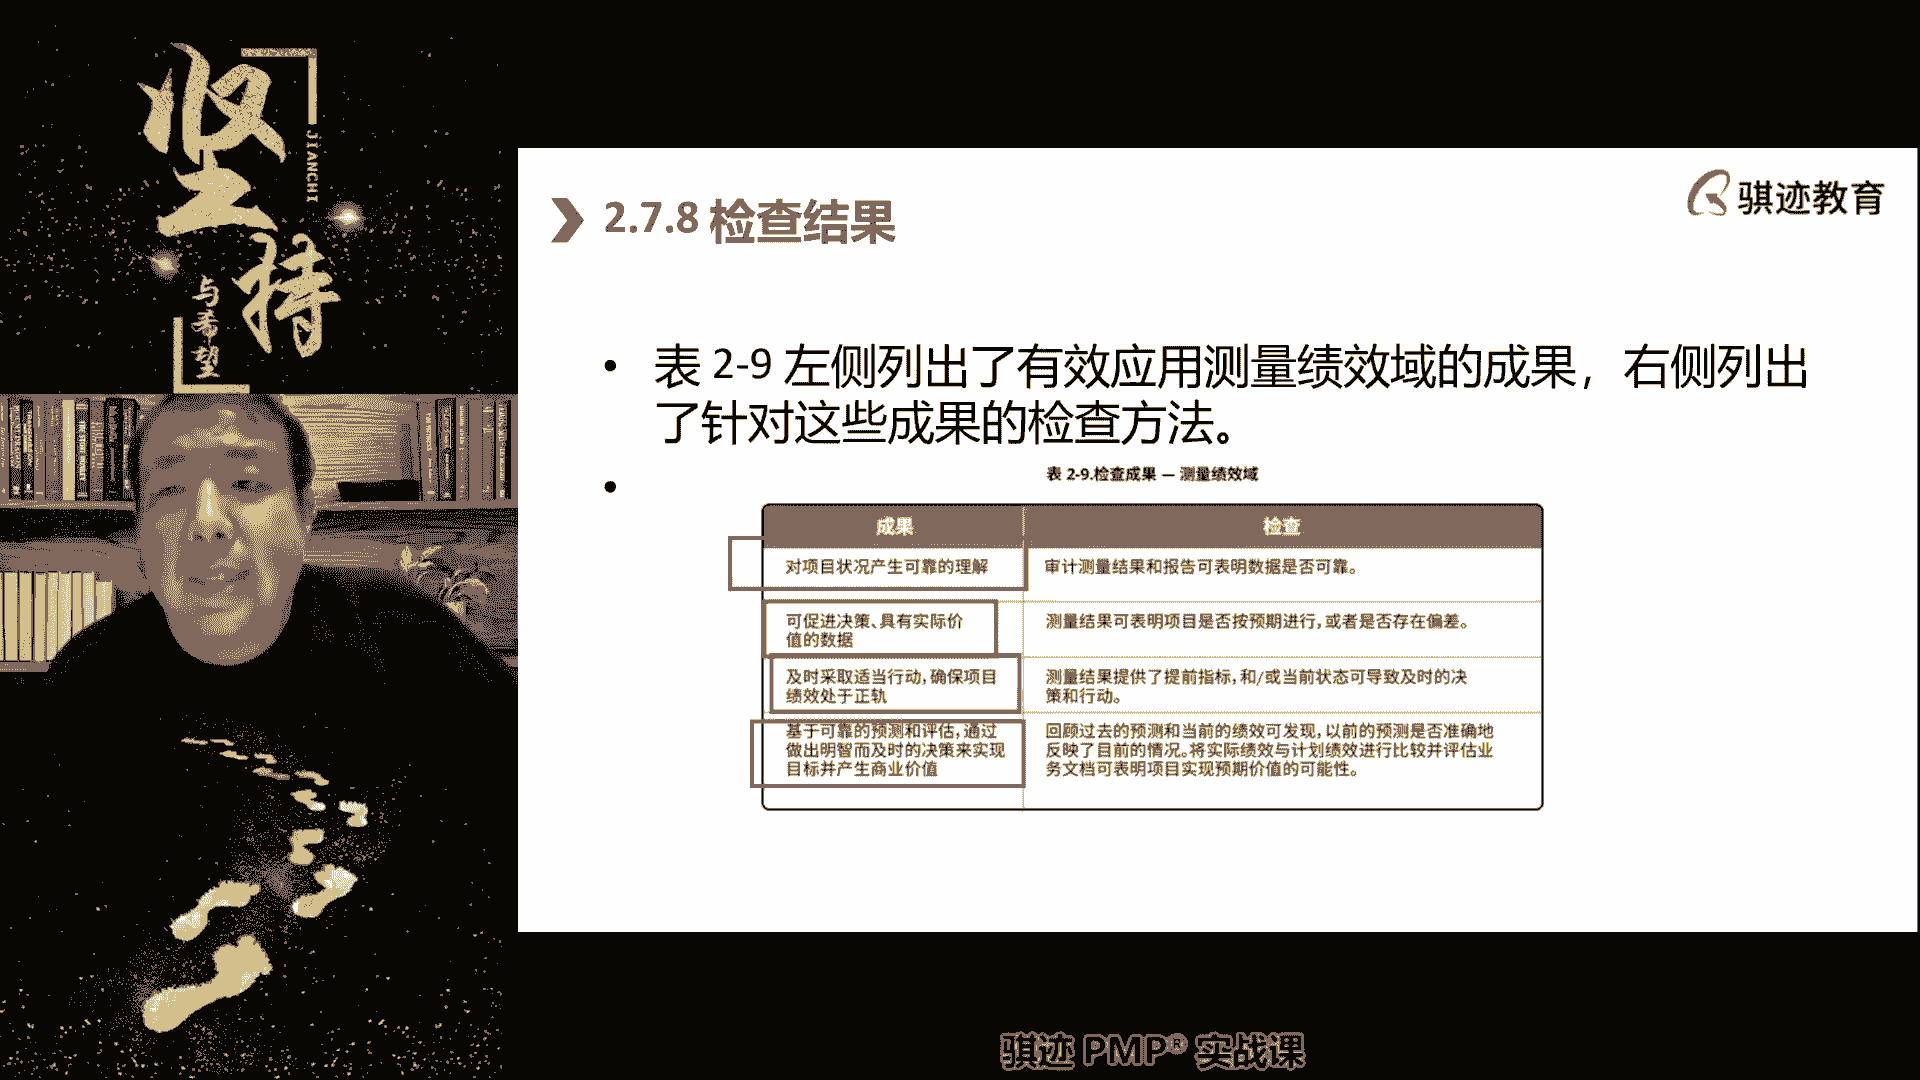 坚持
JIANCHI
与希望
骐迹教育
2.7.8 检查结果
• 表 2-9 左侧列出了有效应用测量绩效域的成果，右侧列出
了针对这些成果的检查方法。
•
表 2-9.检查成果 — 测量绩效域
成果
检查
对项目状况产生可靠的理解
审计测量结果和报告可表明数据是否可靠。
可促进决策、具有实际价
值的数据
测量结果可表明项目是否按预期进行，或者是否存在偏差。
及时采取适当行动，确保项目
绩效处于正轨
测量结果提供了提前指标，和/或当前状态可导致及时的决
策和行动。
基于可靠的预测和评估，通过
做出明智而及时的决策来实现
目标并产生商业价值
回顾过去的预测和当前的绩效可发现，以前的预测是否准确地
反映了目前的情况。将实际绩效与计划绩效进行比较并评估业
务文档可表明项目实现预期价值的可能性。
骐迹 PMP® 实战课